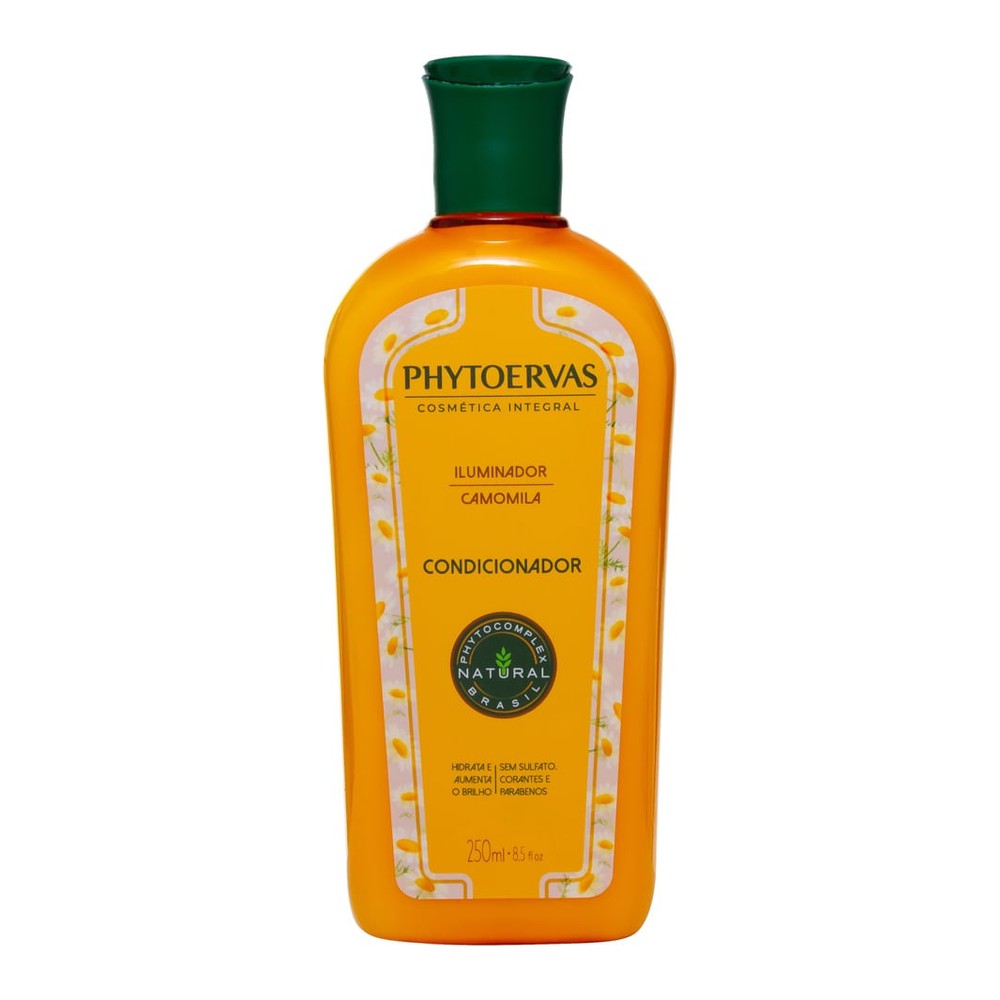 PHYTOERVAS
COSMÉTICA INTEGRAL
ILUMINADOR
CAMOMILA
CONDICIONADOR
PHYTOCOMPLEX
NATURAL
BRASIL
HIDRATA E
AUMENTA
O BRILHO
SEM SULFATO,
CORANTES E
PARABENOS
250ml • 8.5 fl oz